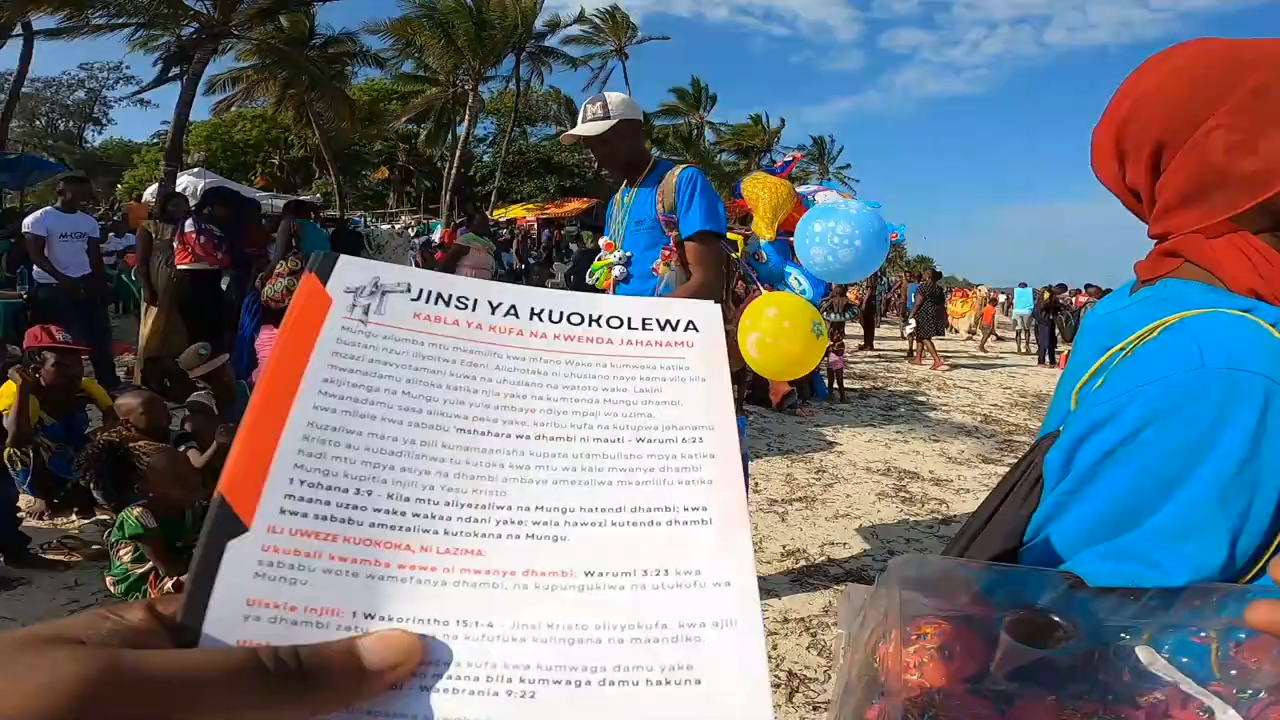 JINSI YA KUOKOLEWA
KABLA YA KUFA NA KWENDA JAHANAMU
Mungu aliumba mtu mkamilifu kwa mfano Wake na kumweka katika
bustani nzuri iliyoitwa Edeni. Alichotaka ni uhusiano naye kama vile kila
mzazi anavyotamani kuwa na uhusiano na watoto wake. Lakini
mwanadamu alitoka katika njia yake na kumtenda Mungu dhambi,
akijitenga na Mungu yule yule ambaye ndiye mpaji wa uzima.
Mwanadamu sasa alikuwa peke yake, karibu kufa na kutupwa jehanamu
kwa milele kwa sababu 'mshahara wa dhambi ni mauti - Warumi 6:23
Kuzaliwa mara ya pili kunamaanisha kupata utambulisho mpya katika
Kristo au kubadilishwa tu kutoka kwa mtu wa kale mwenye dhambi
hadi mtu mpya asiye na dhambi ambaye amezaliwa mkamilifu katika
Mungu kupitia injili ya Yesu Kristo.
1 Yohana 3:9 - Kila mtu aliyezaliwa na Mungu hatendi dhambi; kwa
maana uzao wake wakaa ndani yake; wala hawezi kutenda dhambi
kwa sababu amezaliwa kutokana na Mungu.
ILI UWEZE KUOKOKA, NI LAZIMA:
Ukubali kwamba wewe ni mwenye dhambi: Warumi 3:23 kwa
sababu wote wamefanya dhambi, na kupungukiwa na utukufu wa
Mungu.
Uiskie injili: 1 Wakorintho 15:1-4 - Jinsi Kristo alivyokufa, kwa ajili
ya dhambi zetu na kufufuka kulingana na maandiko.
kufa kwa kumwaga damu yake
maana bila kumwaga damu hakuna
- Waebrania 9:22
M